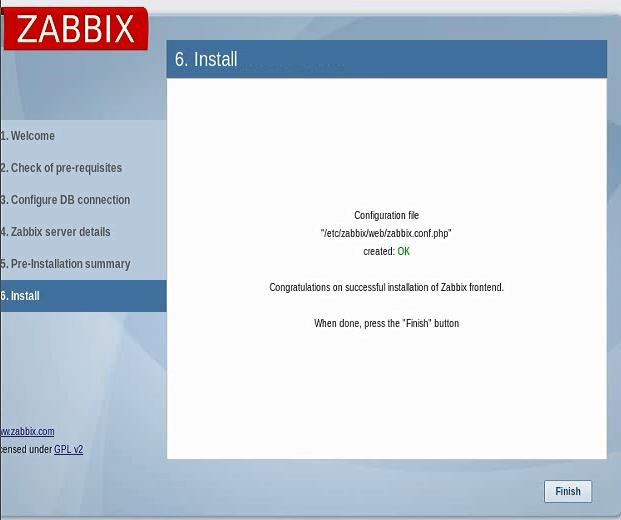 ZABBIX
6. Install
1. Welcome
2. Check of pre-requisites
3. Configure DB connection
4. Zabbix server details
5. Pre-Installation summary
6. Install
Configuration file
"/etc/zabbix/web/zabbix.conf.php"
created: OK
Congratulations on successful installation of Zabbix frontend.
When done, press the "Finish" button
ww.zabbix.com
censed under GPL v2
Finish